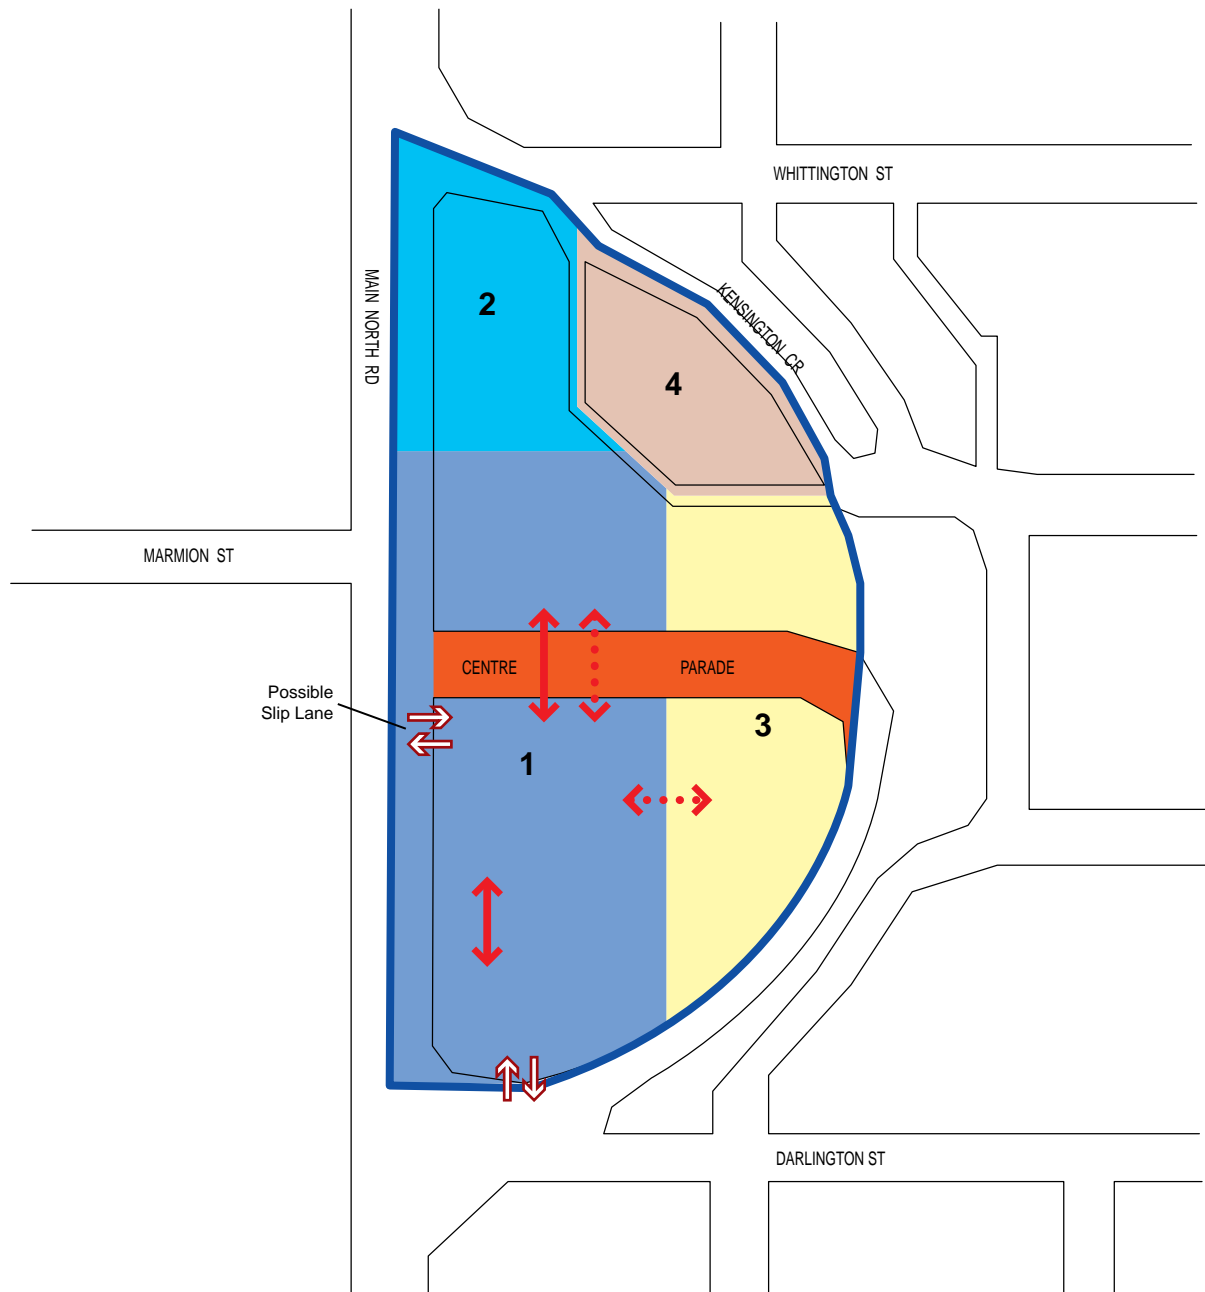 WHITTINGTON ST
MAIN NORTH RD
KENSINGTON CR
2
4
MARMION ST
CENTRE
PARADE
Possible
Slip Lane
3
1
DARLINGTON ST